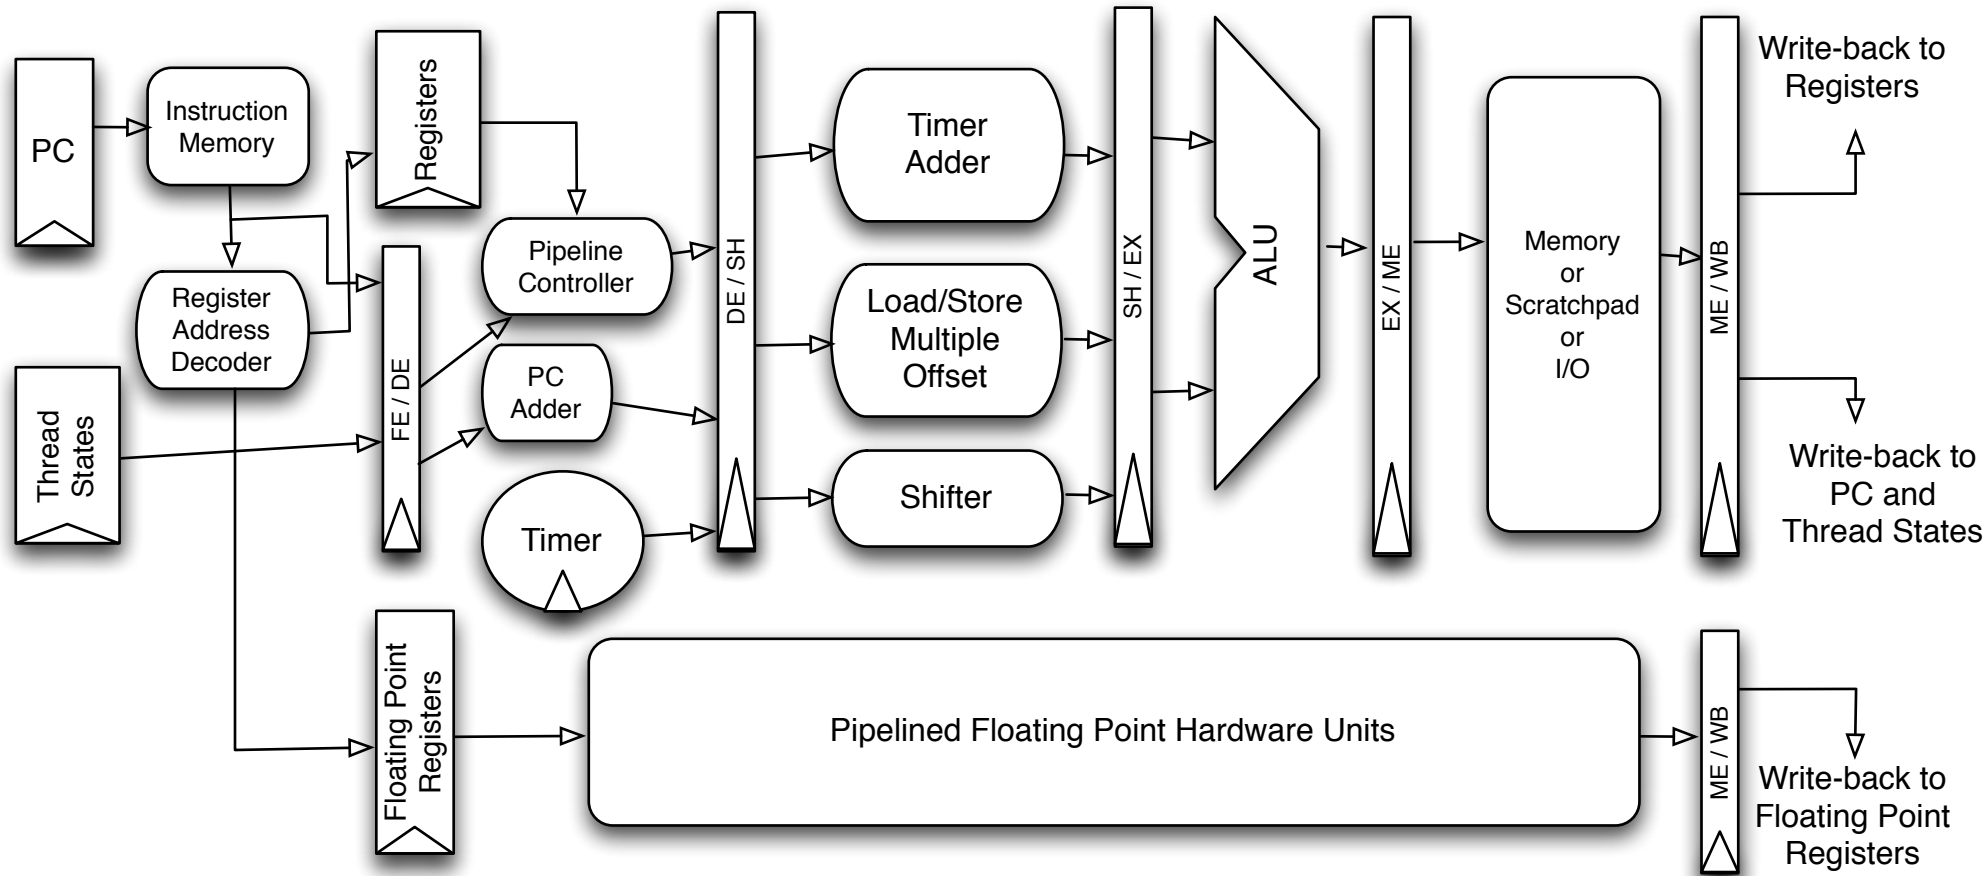 PC
Instruction
Memory
Register
Address
Decoder
Thread
States
Registers
FE / DE
Pipeline
Controller
PC
Adder
Timer
DE / SH
Timer
Adder
Load/Store
Multiple
Offset
Shifter
SH / EX
ALU
EX / ME
Memory
or
Scratchpad
or
I/O
ME / WB
Write-back to
Registers
Write-back to
PC and
Thread States
Floating Point
Registers
Pipelined Floating Point Hardware Units
ME / WB
Write-back to
Floating Point
Registers